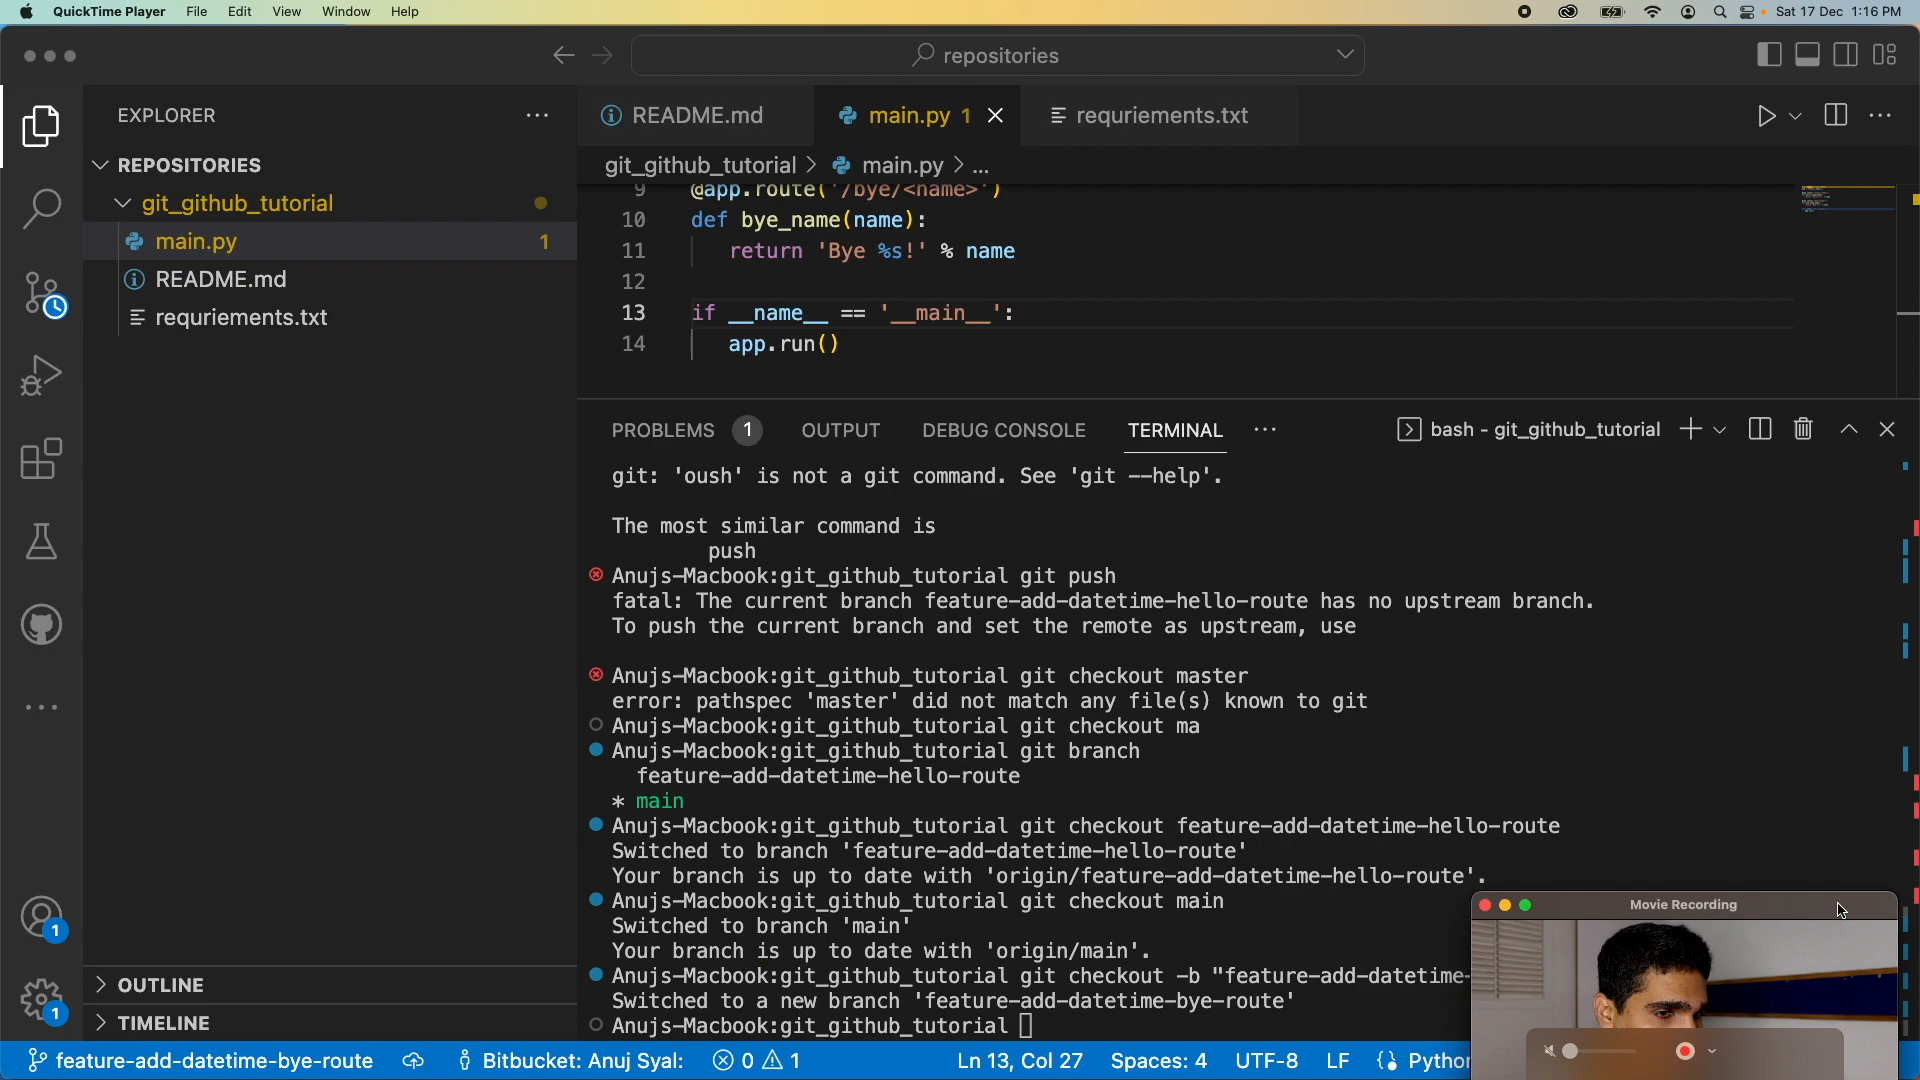 QuickTime Player File Edit View Window Help Sat 17 Dec 1:16 PM
repositories
EXPLORER
REPOSITORIES
git_github_tutorial
main.py 1
README.md
requriements.txt
OUTLINE
TIMELINE
1
1
README.md main.py 1 requriements.txt
git_github_tutorial > main.py > ...
9 @app.route('/bye/<name>')
10 def bye_name(name):
11 return 'Bye %s!' % name
12
13 if __name__ == '__main__':
14 app.run()
PROBLEMS 1 OUTPUT DEBUG CONSOLE TERMINAL bash - git_github_tutorial
git: 'oush' is not a git command. See 'git --help'.
The most similar command is
push
Anujs-Macbook:git_github_tutorial git push
fatal: The current branch feature-add-datetime-hello-route has no upstream branch.
To push the current branch and set the remote as upstream, use
Anujs-Macbook:git_github_tutorial git checkout master
error: pathspec 'master' did not match any file(s) known to git
Anujs-Macbook:git_github_tutorial git checkout ma
Anujs-Macbook:git_github_tutorial git branch
feature-add-datetime-hello-route
* main
Anujs-Macbook:git_github_tutorial git checkout feature-add-datetime-hello-route
Switched to branch 'feature-add-datetime-hello-route'
Your branch is up to date with 'origin/feature-add-datetime-hello-route'.
Anujs-Macbook:git_github_tutorial git checkout main
Switched to branch 'main'
Your branch is up to date with 'origin/main'.
Anujs-Macbook:git_github_tutorial git checkout -b "feature-add-datetime-
Switched to a new branch 'feature-add-datetime-bye-route'
Anujs-Macbook:git_github_tutorial
Movie Recording
feature-add-datetime-bye-route Bitbucket: Anuj Syal: 0 1 Ln 13, Col 27 Spaces: 4 UTF-8 LF Python